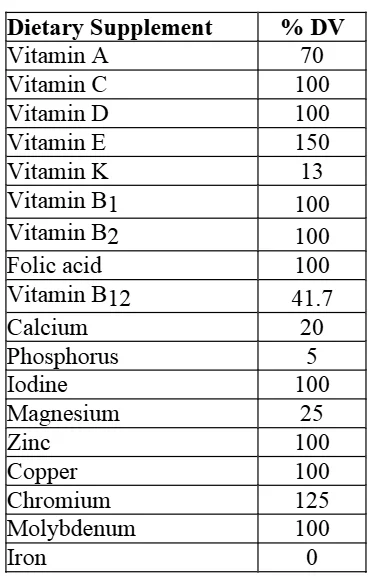 Dietary Supplement % DV
Vitamin A 70
Vitamin C 100
Vitamin D 100
Vitamin E 150
Vitamin K 13
Vitamin B1 100
Vitamin B2 100
Folic acid 100
Vitamin B12 41.7
Calcium 20
Phosphorus 5
Iodine 100
Magnesium 25
Zinc 100
Copper 100
Chromium 125
Molybdenum 100
Iron 0